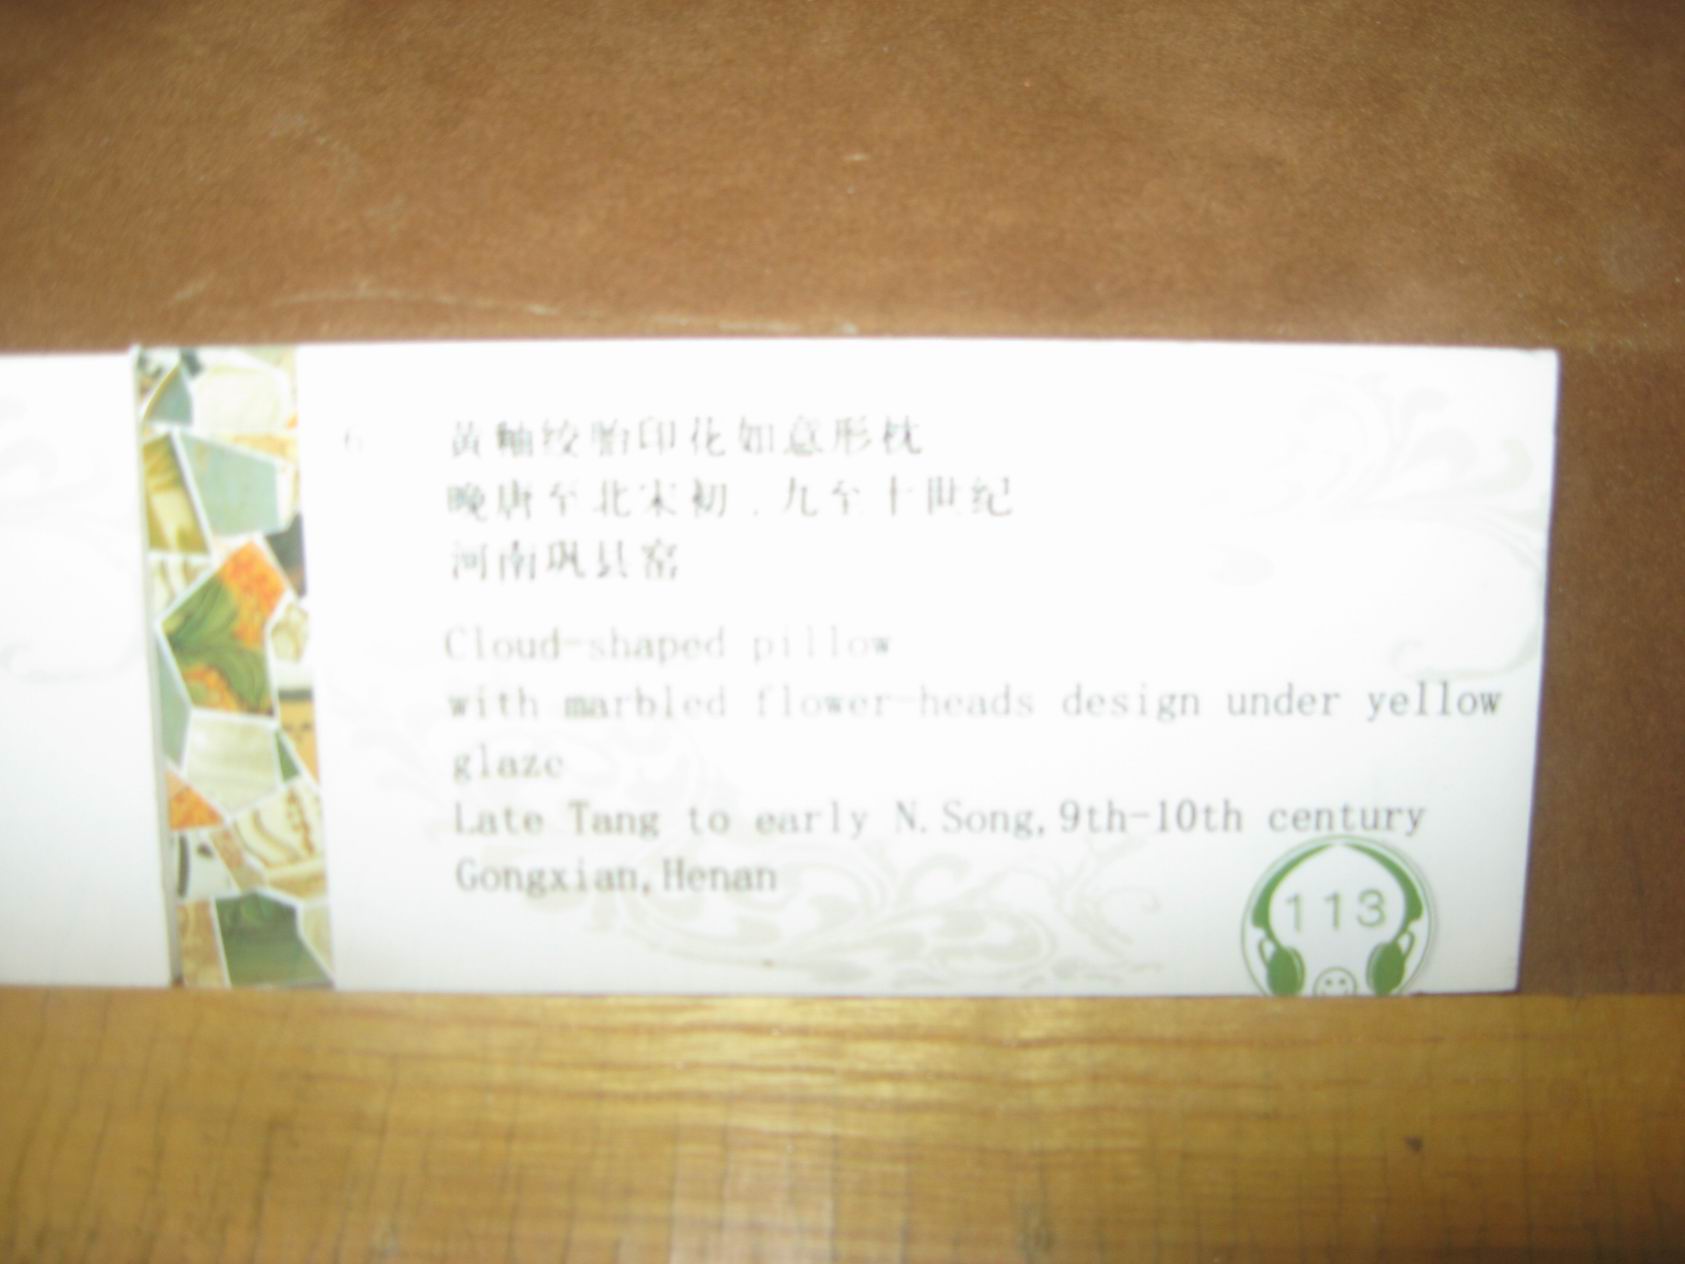 6 黄釉绞胎印花如意形枕
晚唐至北宋初．九至十世纪
河南巩县窑
Cloud-shaped pillow
with marbled flower-heads design under yellow
glaze
Late Tang to early N.Song,9th-10th century
Gongxian,Henan
113